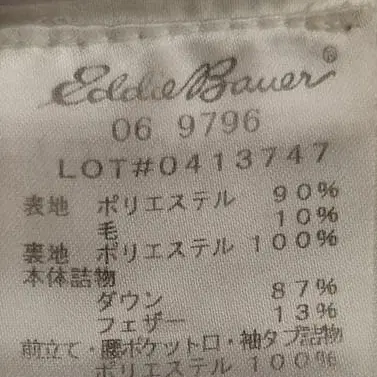 Eddie Bauer®
06 9796
LOT#0413747
表地 ポリエステル 90%
毛 10%
裏地 ポリエステル 100%
本体詰物
ダウン 87%
フェザー 13%
前立て・腰ポケット口・袖タブ詰物
ポリエステル 100%